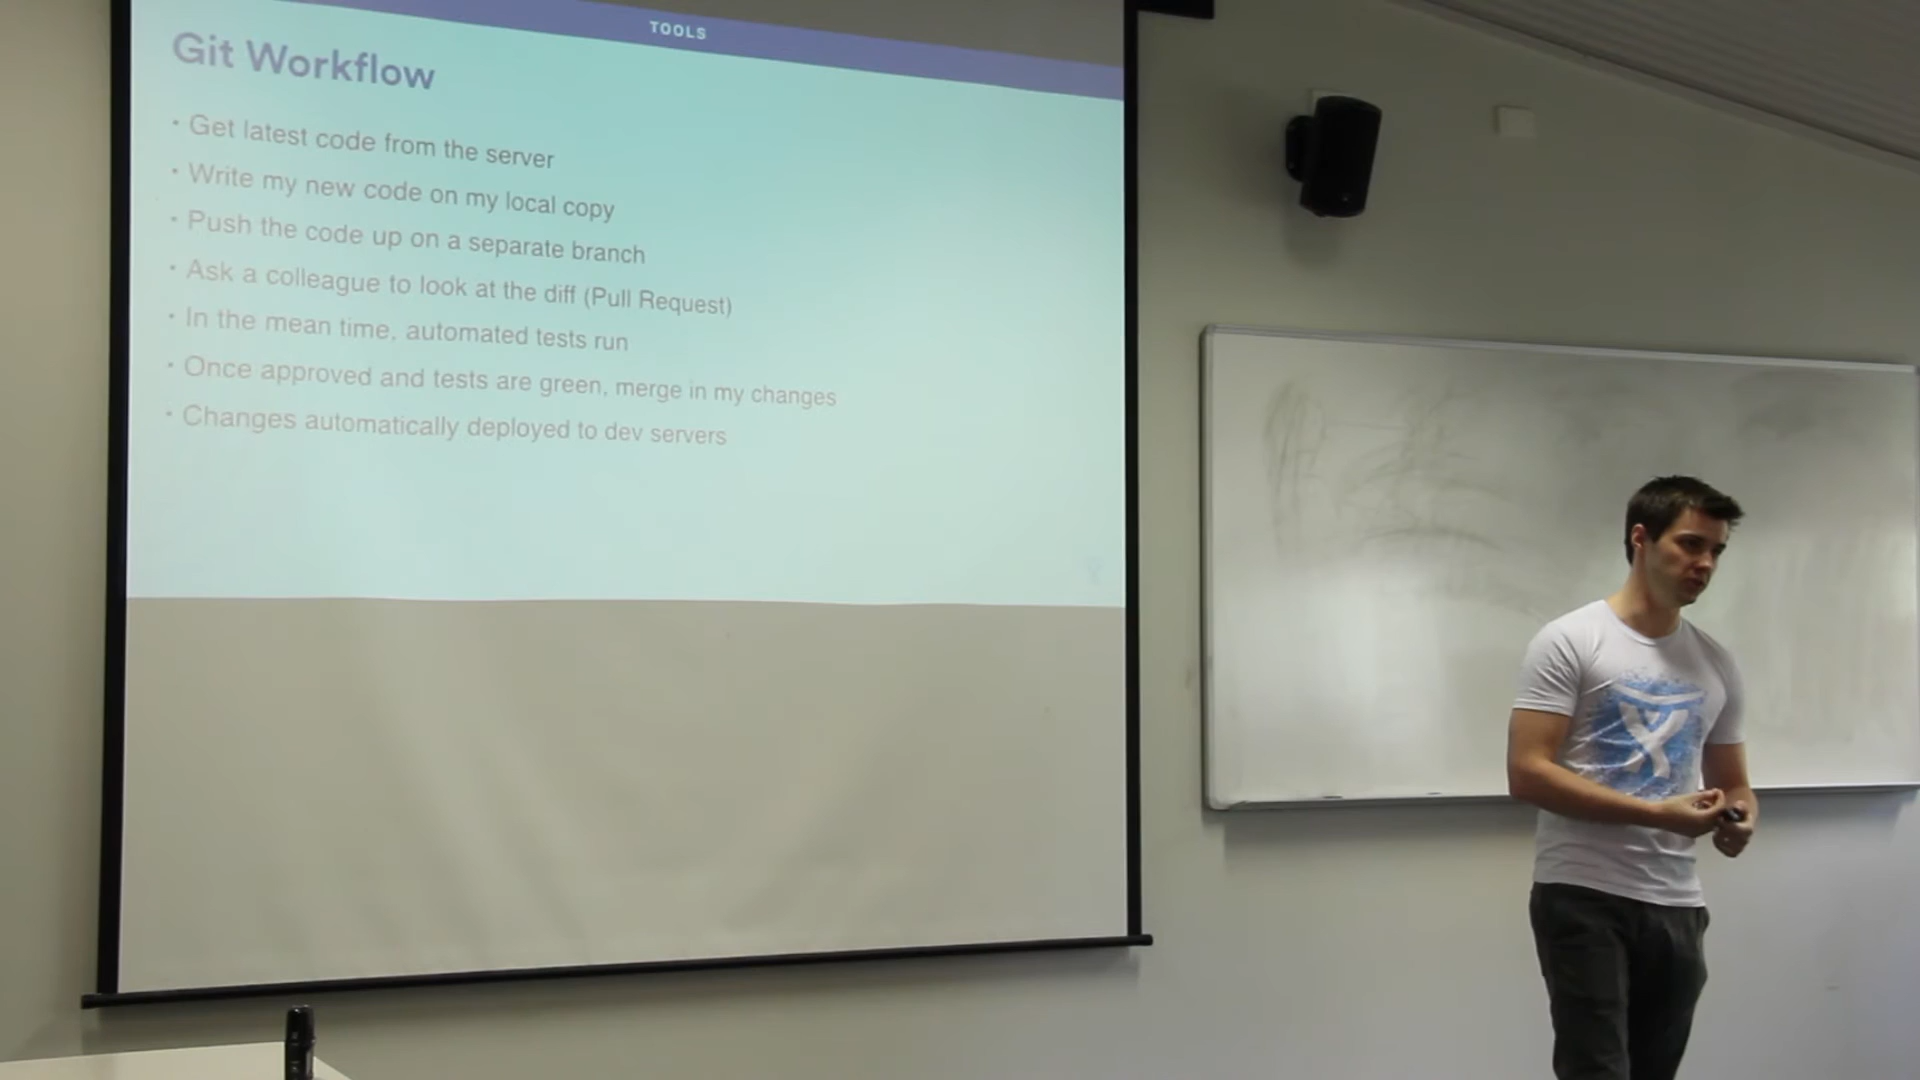 TOOLS
Git Workflow
• Get latest code from the server
• Write my new code on my local copy
• Push the code up on a separate branch
• Ask a colleague to look at the diff (Pull Request)
• In the mean time, automated tests run
• Once approved and tests are green, merge in my changes
• Changes automatically deployed to dev servers